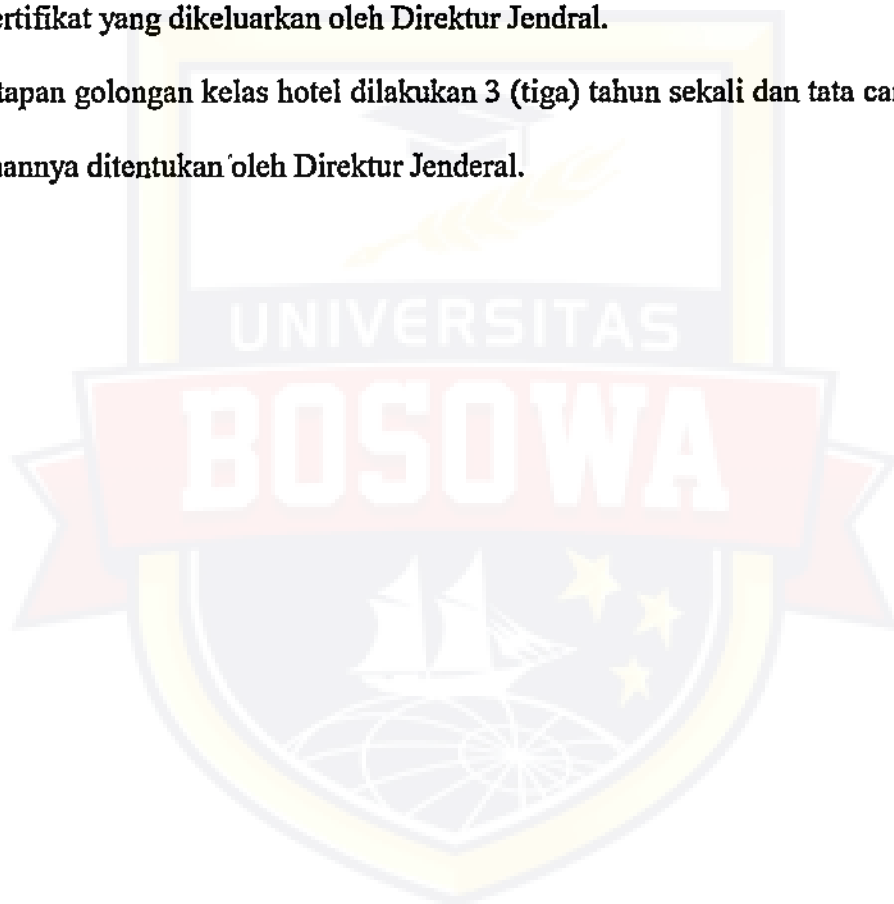 ertifikat yang dikeluarkan oleh Direktur Jendral.
tapan golongan kelas hotel dilakukan 3 (tiga) tahun sekali dan tata ca
annya ditentukan oleh Direktur Jenderal.
UNIVERSITAS
BOSOWA